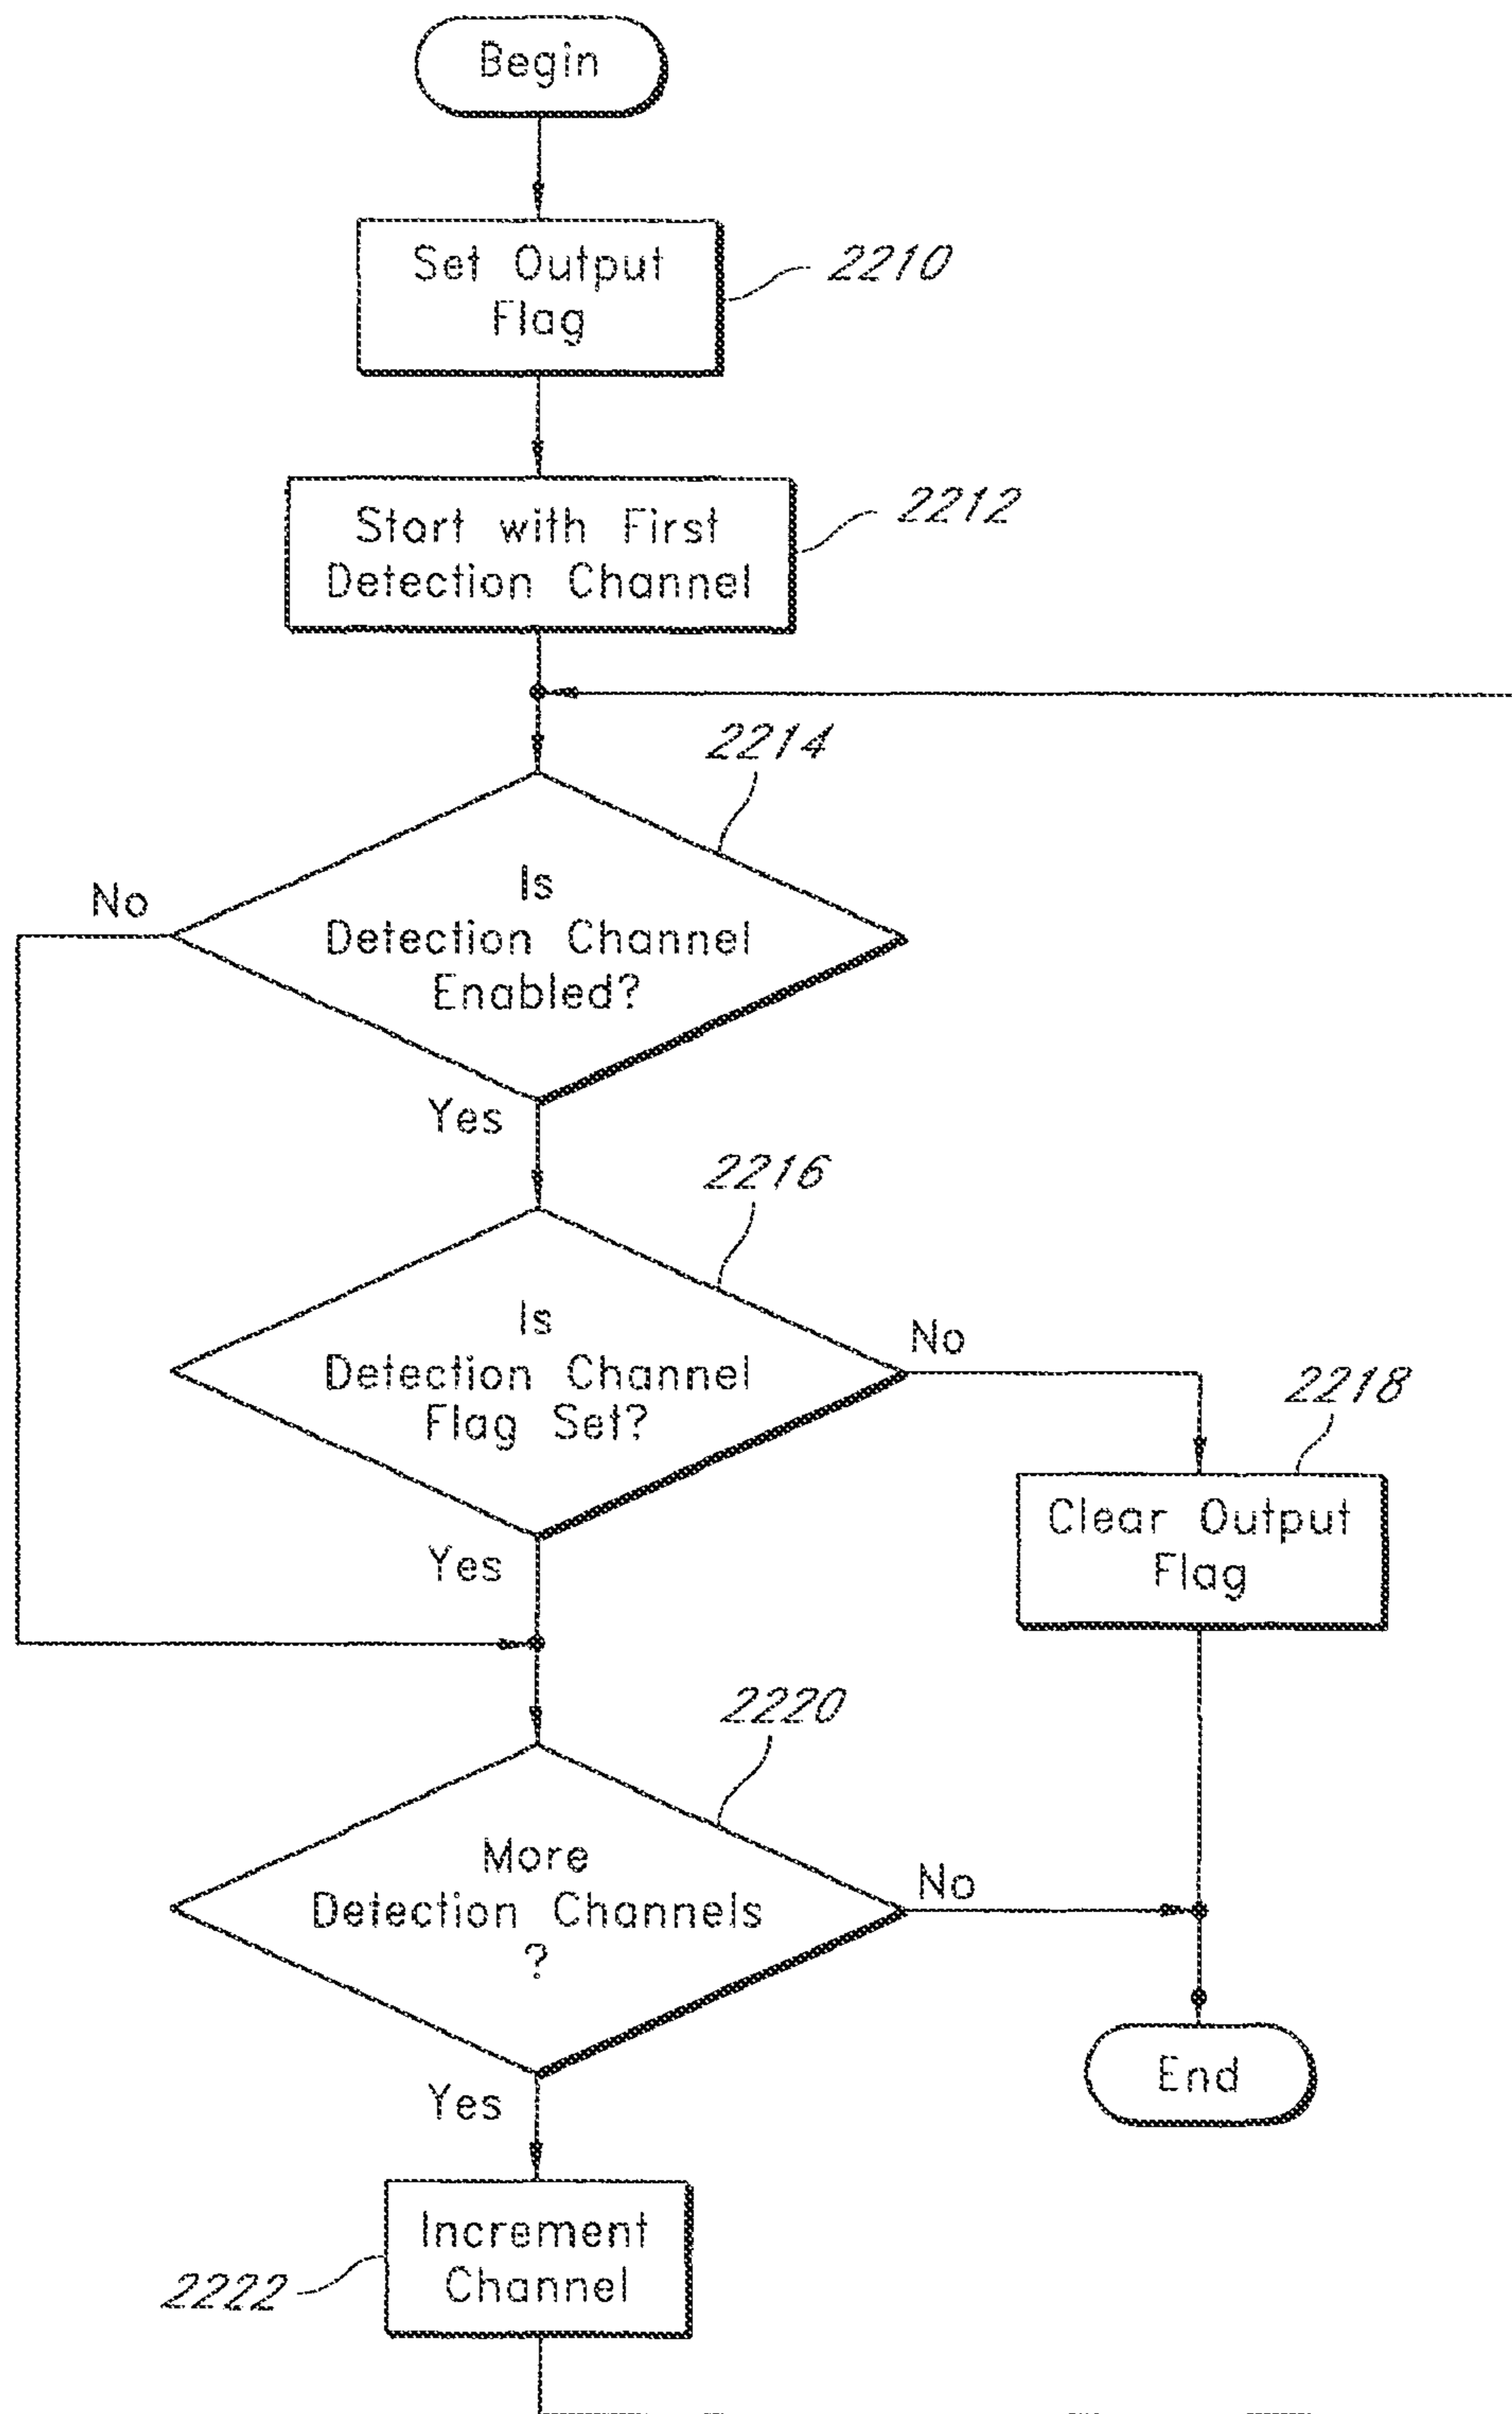 Begin
Set Output
Flag
2210
Start with First
Detection Channel
2212
2214
Is
Detection Channel
Enabled?
No
Yes
2216
Is
Detection Channel
Flag Set?
No
Yes
2218
Clear Output
Flag
2220
More
Detection Channels
?
No
Yes
End
Increment
Channel
2222